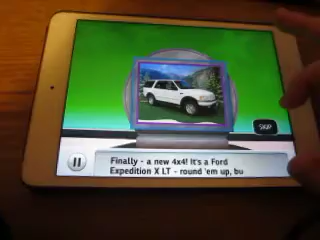 SKIP
Finally - a new 4x4! It's a Ford
Expedition X LT - round 'em up, bu